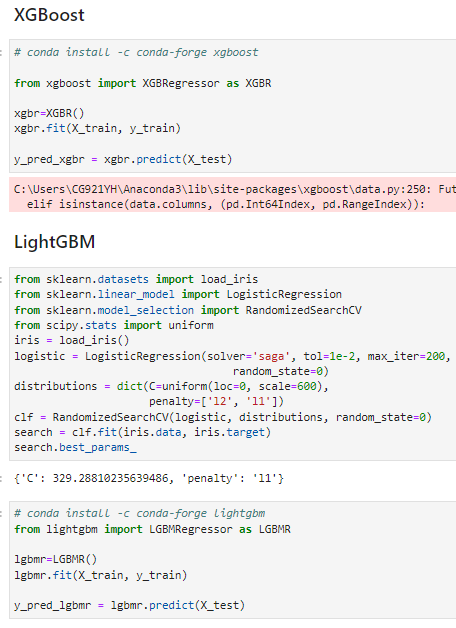 XGBoost
# conda install -c conda-forge xgboost
from xgboost import XGBRegressor as XGBR
xgbr=XGBR()
xgbr.fit(X_train, y_train)
y_pred_xgbr = xgbr.predict(X_test)
C:\Users\CG921YH\Anaconda3\lib\site-packages\xgboost\data.py:250: Fut
elif isinstance(data.columns, (pd.Int64Index, pd.RangeIndex)):
LightGBM
from sklearn.datasets import load_iris
from sklearn.linear_model import LogisticRegression
from sklearn.model_selection import RandomizedSearchCV
from scipy.stats import uniform
iris = load_iris()
logistic = LogisticRegression(solver='saga', tol=1e-2, max_iter=200,
random_state=0)
distributions = dict(C=uniform(loc=0, scale=600),
penalty=['l2', 'l1'])
clf = RandomizedSearchCV(logistic, distributions, random_state=0)
search = clf.fit(iris.data, iris.target)
search.best_params_
{'C': 329.28810235639486, 'penalty': 'l1'}
# conda install -c conda-forge lightgbm
from lightgbm import LGBMRegressor as LGBMR
lgbmr=LGBMR()
lgbmr.fit(X_train, y_train)
y_pred_lgbmr = lgbmr.predict(X_test)